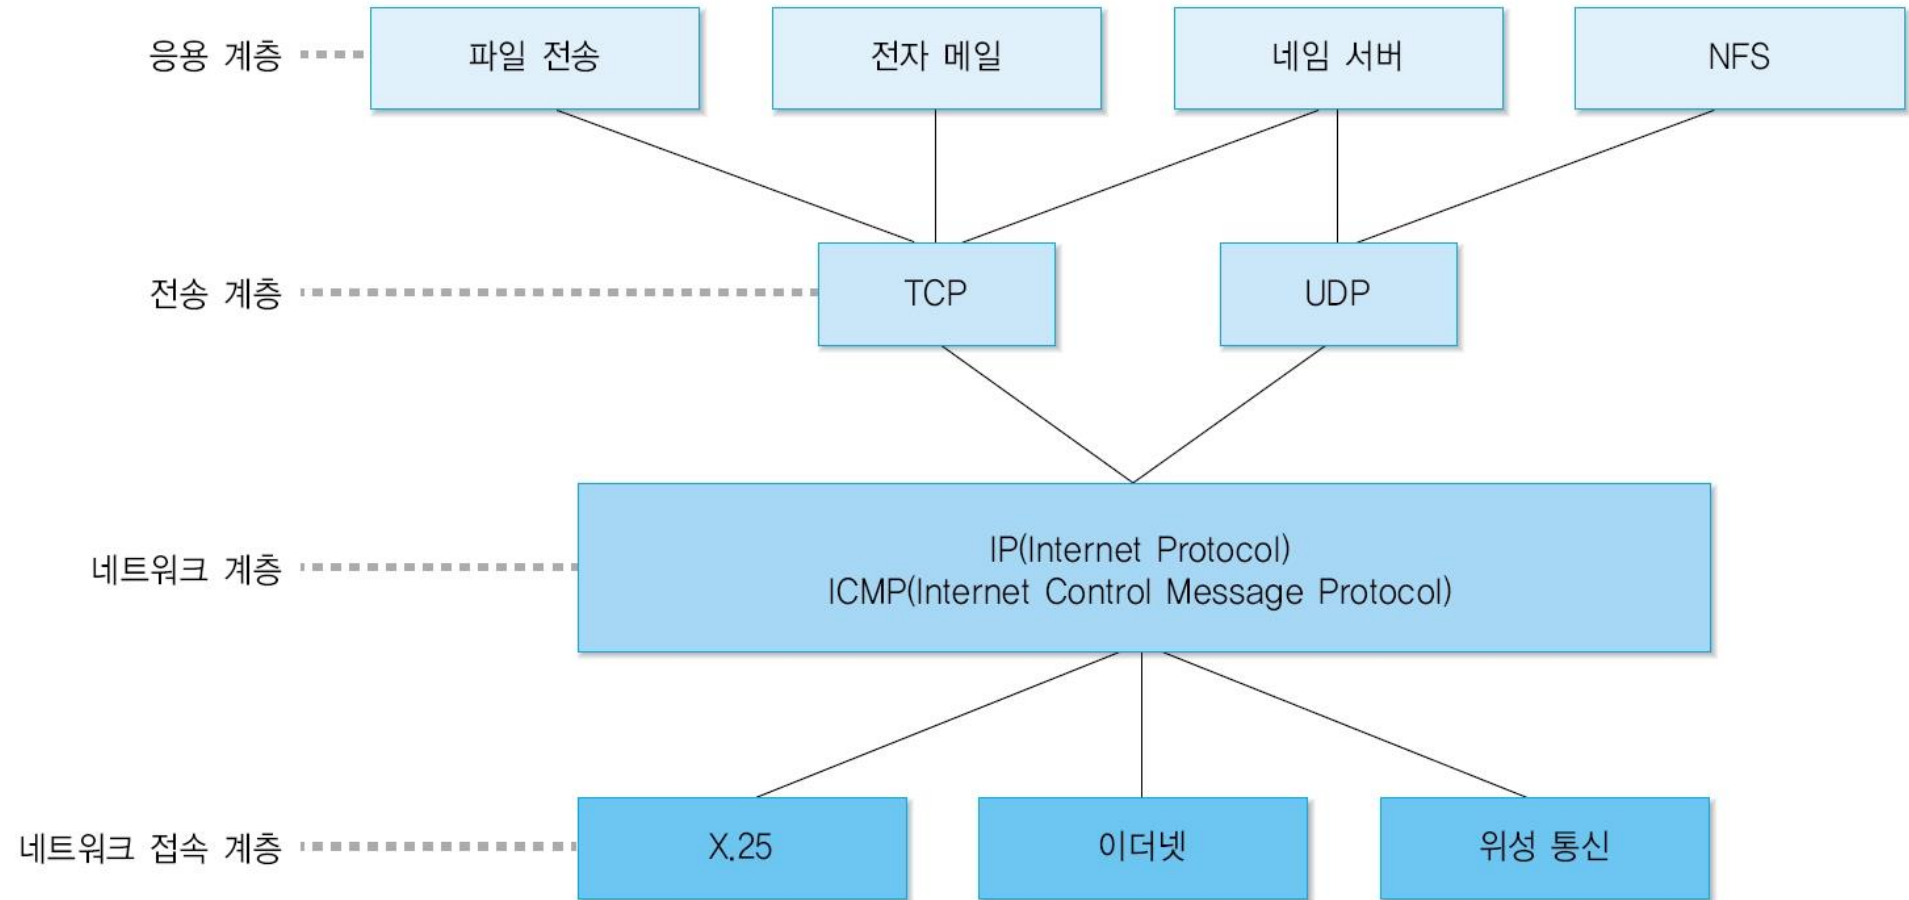 응용 계층
파일 전송
전자 메일
네임 서버
NFS
전송 계층
TCP
UDP
네트워크 계층
IP(Internet Protocol)
ICMP(Internet Control Message Protocol)
네트워크 접속 계층
X.25
이더넷
위성 통신